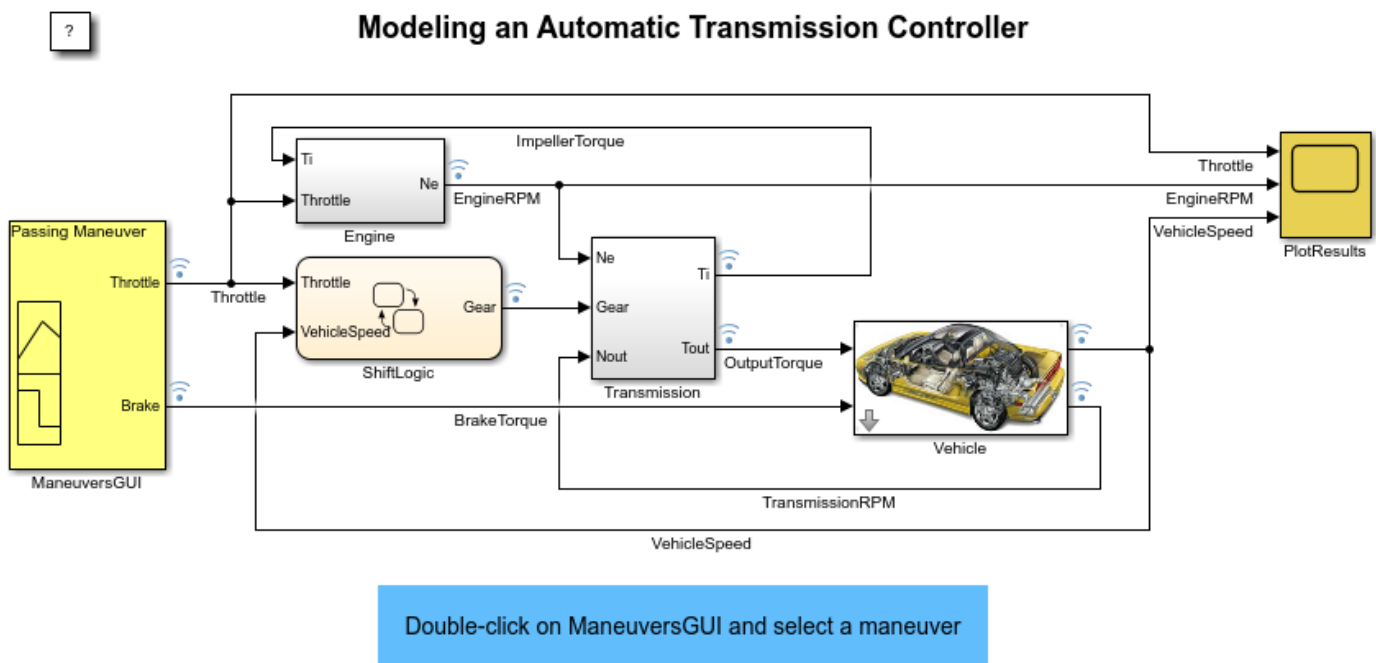 ?
Modeling an Automatic Transmission Controller
ImpellerTorque
Ti
Throttle
Ne
EngineRPM
Engine
Throttle
EngineRPM
VehicleSpeed
PlotResults
Passing Maneuver
Throttle
Brake
ManeuversGUI
Throttle
Throttle
VehicleSpeed
Gear
ShiftLogic
Ne
Gear
Nout
Ti
Tout
Transmission
OutputTorque
BrakeTorque
Vehicle
TransmissionRPM
VehicleSpeed
Double-click on ManeuversGUI and select a maneuver